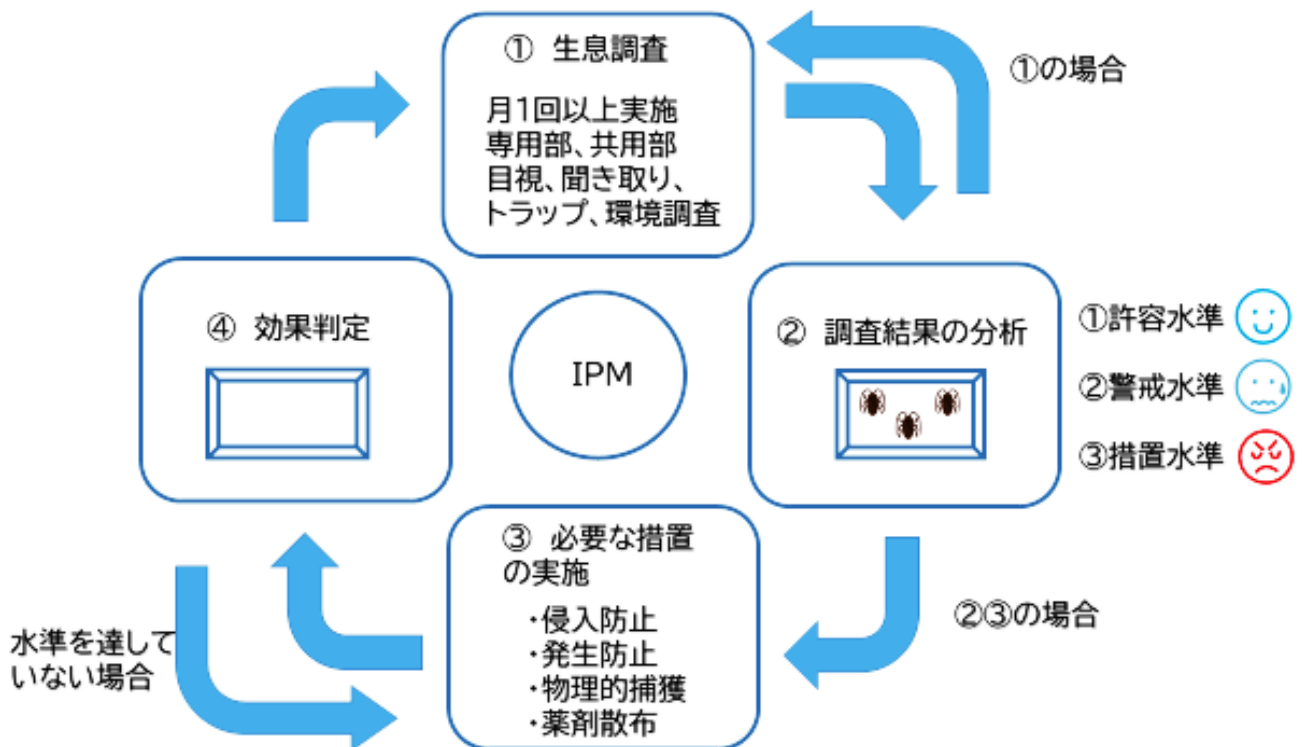 ① 生息調査
月1回以上実施
専用部、共用部
目視、聞き取り、
トラップ、環境調査
①の場合
② 調査結果の分析
①許容水準
②警戒水準
③措置水準
②③の場合
③ 必要な措置
の実施
・侵入防止
・発生防止
・物理的捕獲
・薬剤散布
水準を達して
いない場合
④ 効果判定
IPM